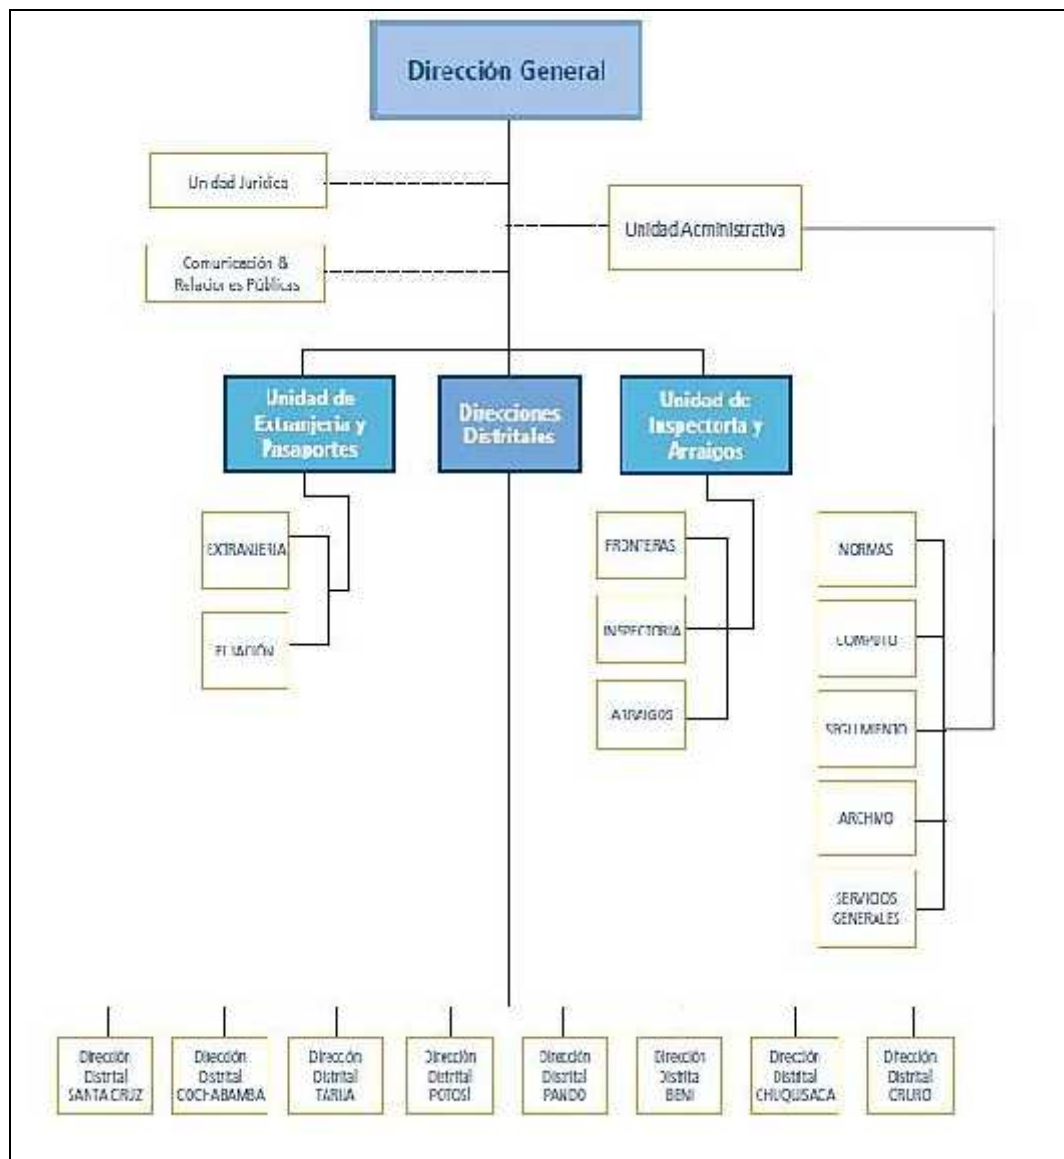 Dirección General
Unidad Jurídica
Unidad Administrativa
Comunicación &
Relaciones Públicas
Unidad de
Extranjería y
Pasaportes
Direcciones
Distritales
Unidad de
Inspectoria y
Arraigos
EXTRANJERIA
FILIACIÓN
FRONTERAS
INSPECTORIA
ARRAIGOS
NORMAS
COMPUTO
SEGUIMIENTO
ARCHIVO
SERVICIOS
GENERALES
Dirección
Distrital
SANTA CRUZ
Dirección
Distrital
COCHABAMBA
Dirección
Distrital
TARIJA
Dirección
Distrital
POTOSÍ
Dirección
Distrital
PANDO
Dirección
Distrita
BENI
Dirección
Distrital
CHUQUISACA
Dirección
Distrital
ORURO